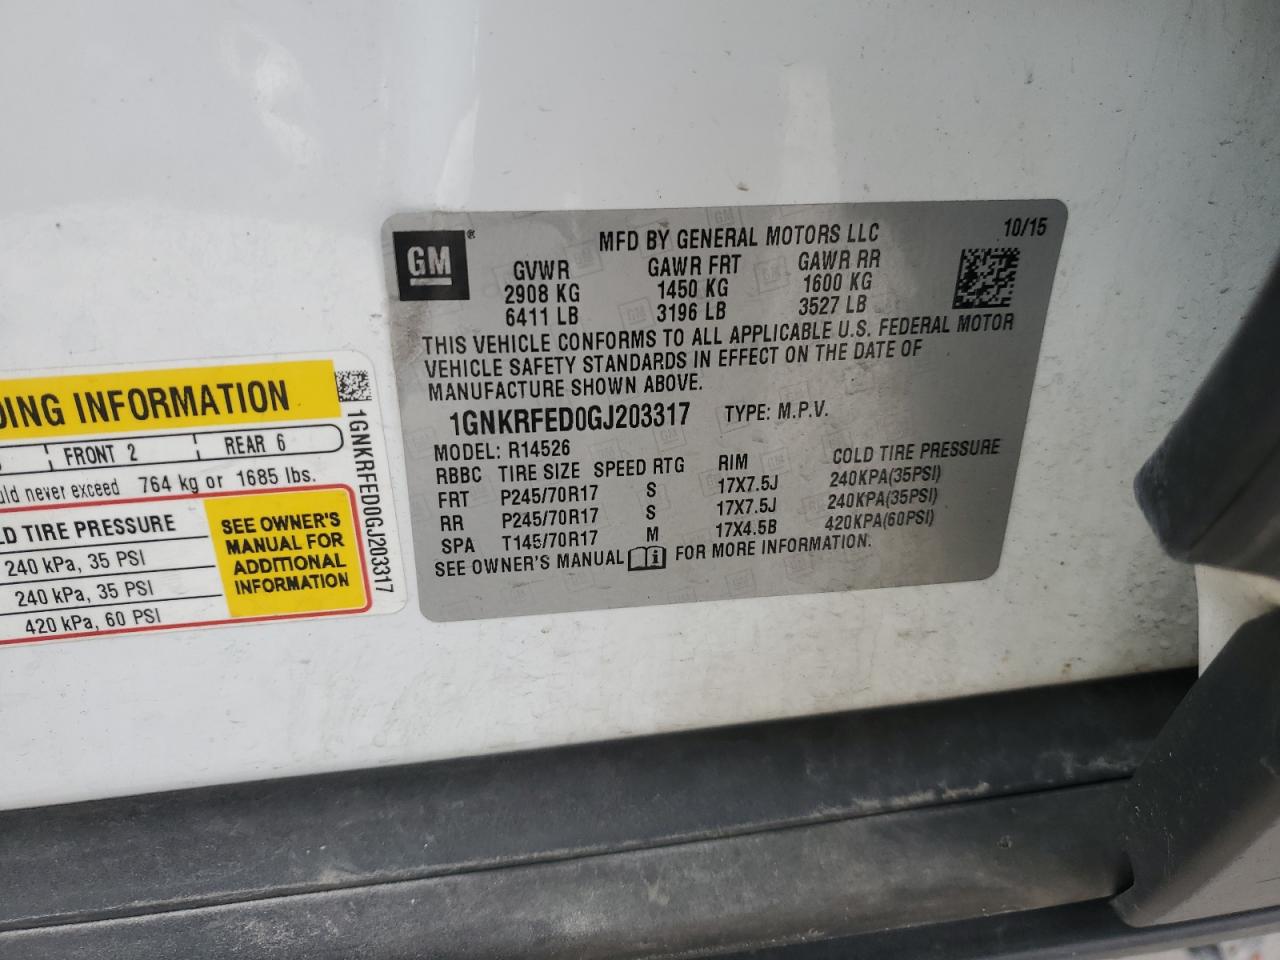 GM®
MFD BY GENERAL MOTORS LLC 10/15
GVWR GAWR FRT GAWR RR
2908 KG 1450 KG 1600 KG
6411 LB 3196 LB 3527 LB
THIS VEHICLE CONFORMS TO ALL APPLICABLE U.S. FEDERAL MOTOR
VEHICLE SAFETY STANDARDS IN EFFECT ON THE DATE OF
MANUFACTURE SHOWN ABOVE.
1GNKRFED0GJ203317 TYPE: M.P.V.
MODEL: R14526
RBBC TIRE SIZE SPEED RTG RIM COLD TIRE PRESSURE
FRT P245/70R17 S 17X7.5J 240KPA(35PSI)
RR P245/70R17 S 17X7.5J 240KPA(35PSI)
SPA T145/70R17 M 17X4.5B 420KPA(60PSI)
SEE OWNER'S MANUAL FOR MORE INFORMATION.
DING INFORMATION
FRONT 2 REAR 6
uld never exceed 764 kg or 1685 lbs.
LD TIRE PRESSURE
240 kPa, 35 PSI
240 kPa, 35 PSI
420 kPa, 60 PSI
SEE OWNER'S
MANUAL FOR
ADDITIONAL
INFORMATION
1GNKRFED0GJ203317